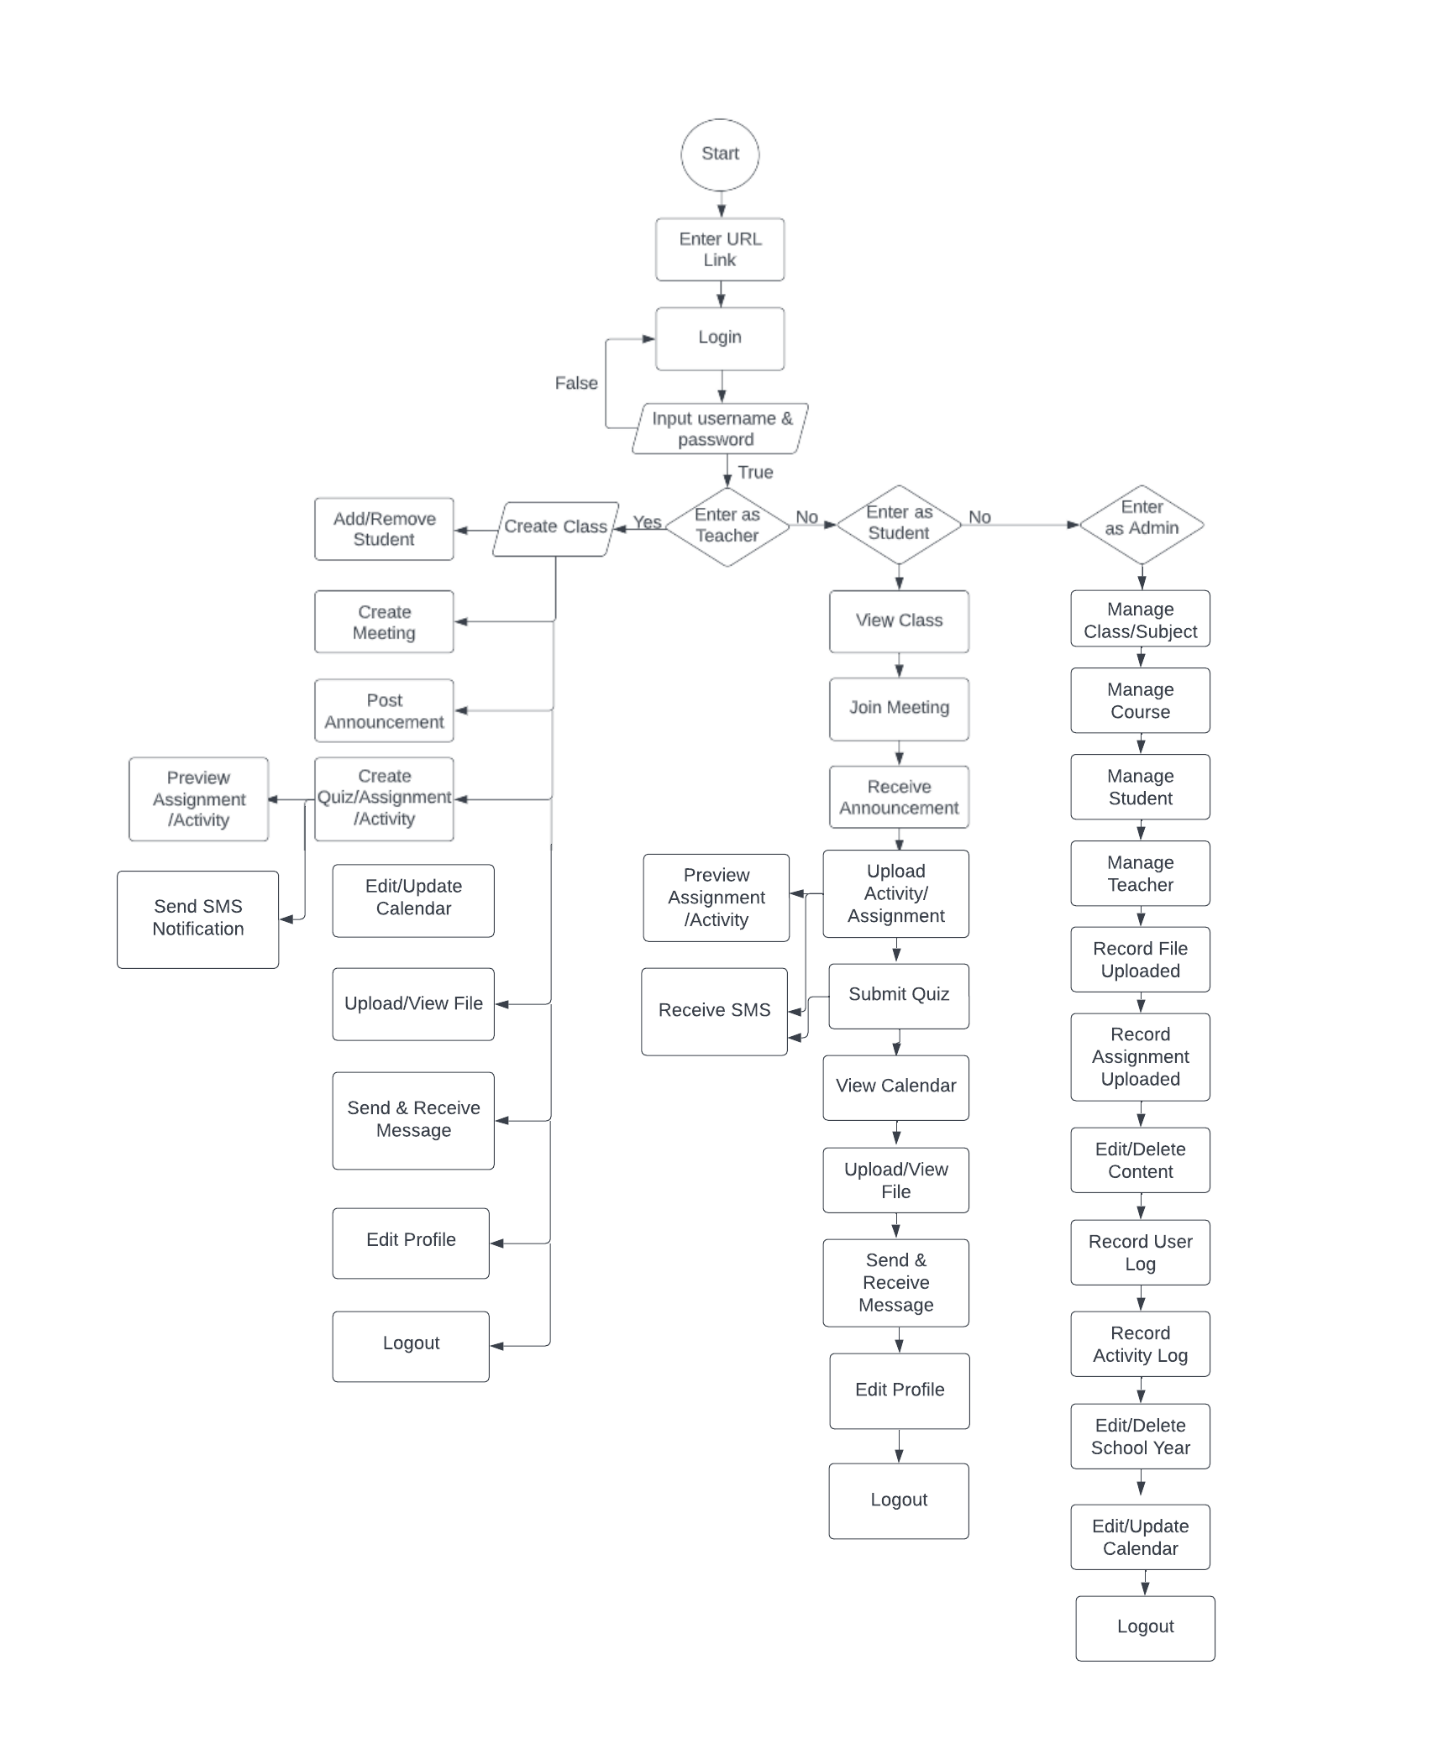 Start
Enter URL
Link
Login
False
Input username &
password
True
Add/Remove
Student
Create Class
Yes
Enter as
Teacher
No
Enter as
Student
No
Enter
as Admin
Create
Meeting
Post
Announcement
Create
Quiz/Assignment
/Activity
Preview
Assignment
/Activity
Send SMS
Notification
Edit/Update
Calendar
Upload/View File
Send & Receive
Message
Edit Profile
Logout
View Class
Join Meeting
Receive
Announcement
Upload
Activity/
Assignment
Preview
Assignment
/Activity
Submit Quiz
Receive SMS
View Calendar
Upload/View
File
Send &
Receive
Message
Edit Profile
Logout
Manage
Class/Subject
Manage
Course
Manage
Student
Manage
Teacher
Record File
Uploaded
Record
Assignment
Uploaded
Edit/Delete
Content
Record User
Log
Record
Activity Log
Edit/Delete
School Year
Edit/Update
Calendar
Logout